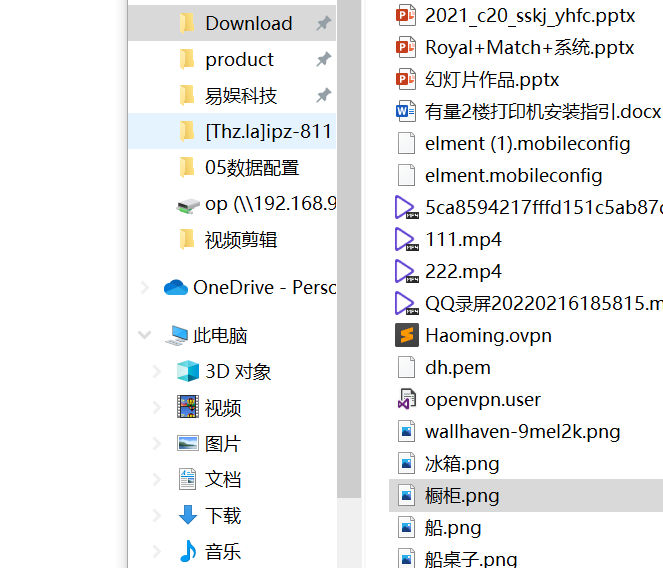 Download
product
易娱科技
[Thz.la]ipz-811
05数据配置
op (\\192.168.9
视频剪辑
OneDrive - Perso
此电脑
3D 对象
视频
图片
文档
下载
音乐
2021_c20_sskj_yhfc.pptx
Royal+Match+系统.pptx
幻灯片作品.pptx
有量2楼打印机安装指引.docx
elment (1).mobileconfig
elment.mobileconfig
5ca8594217fffd151c5ab87c
111.mp4
222.mp4
QQ录屏20220216185815.m
Haoming.ovpn
dh.pem
openvpn.user
wallhaven-9mel2k.png
冰箱.png
橱柜.png
船.png
船桌子.png